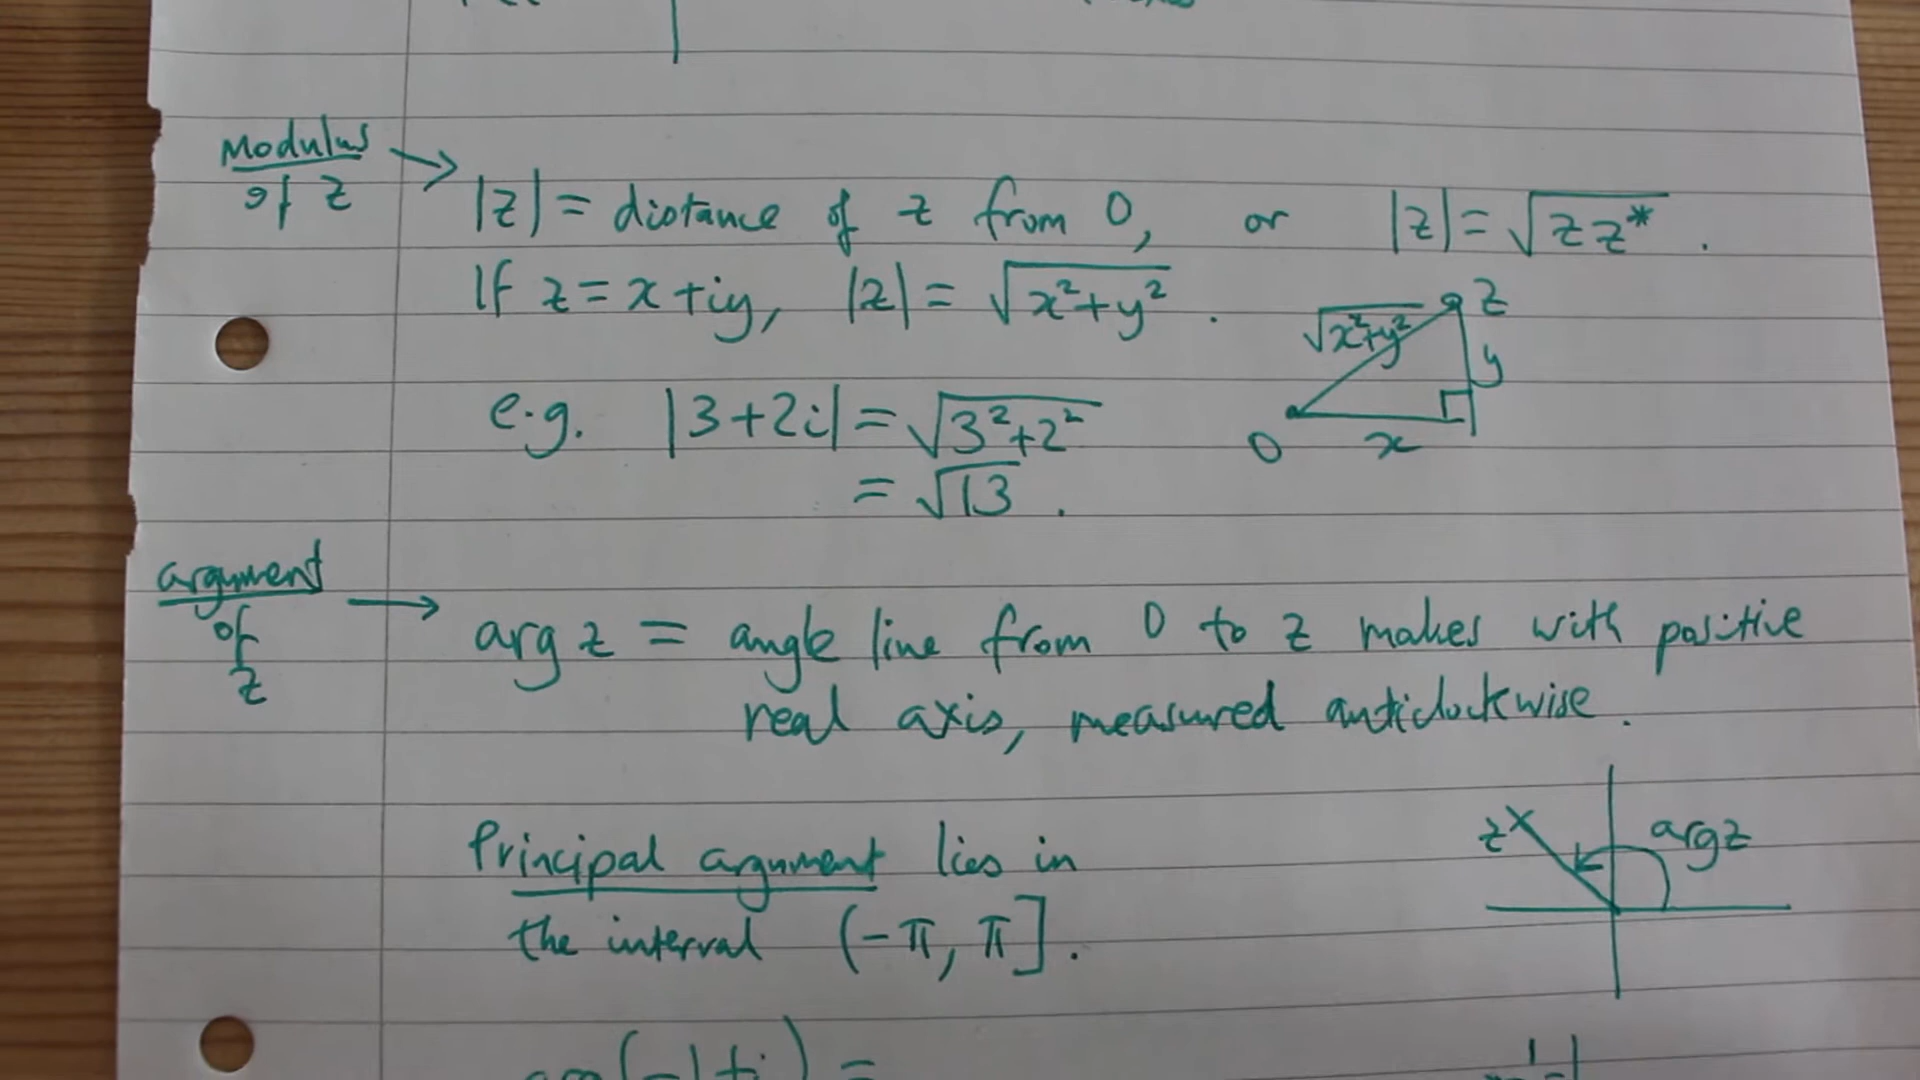 Modulus
of z
|z| = distance of z from 0, or |z| = √zz* .
If z = x + iy, |z| = √x²+y² .
√x²+y²
z
y
0
x
e.g. |3+2i| = √3²+2²
= √13 .
argument
of
z
arg z = angle line from 0 to z makes with positive
real axis, measured anticlockwise.
z
arg z
Principal argument lies in
the interval (-π, π].
arg(-1+i) =